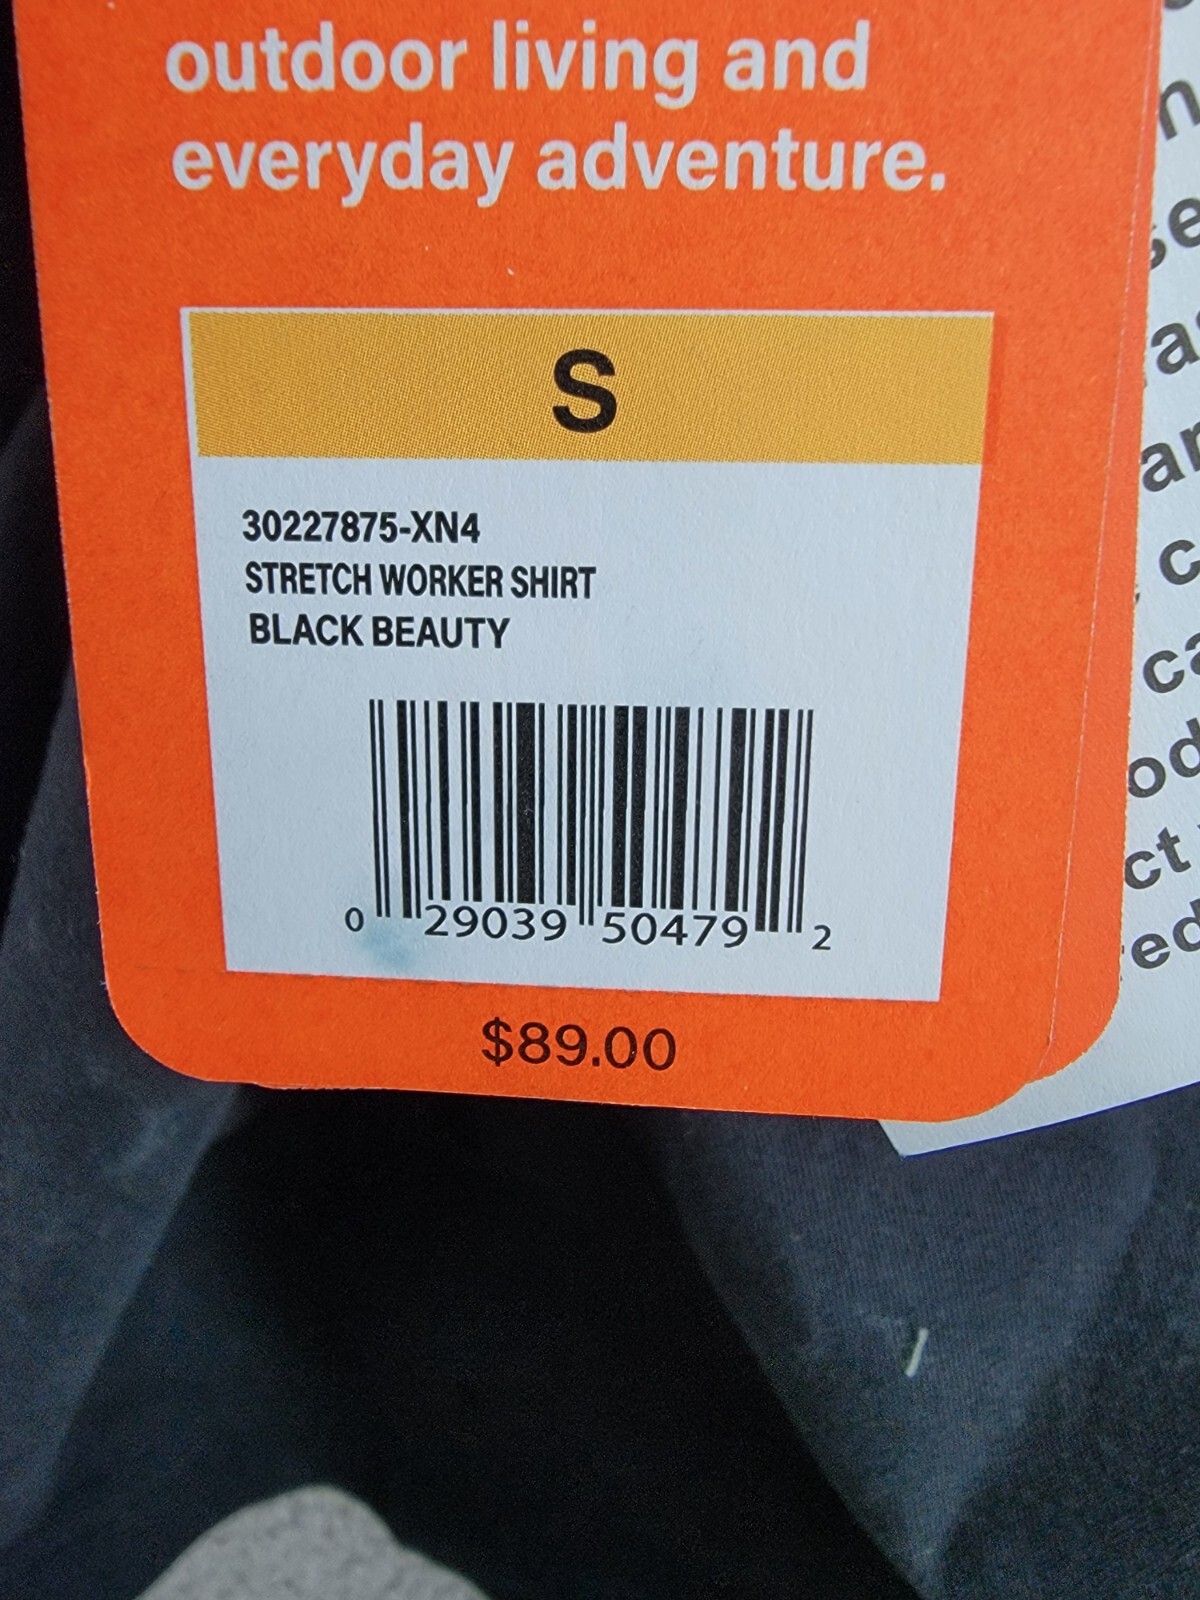 outdoor living and
everyday adventure.
S
30227875-XN4
STRETCH WORKER SHIRT
BLACK BEAUTY
0 29039 50479 2
$89.00